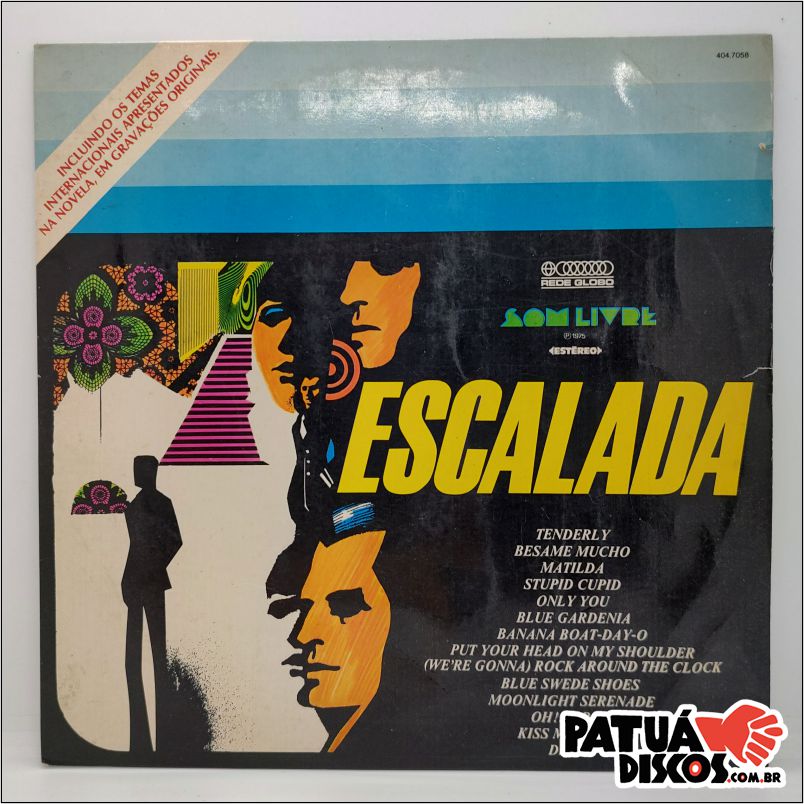 INCLUINDO OS TEMAS
INTERNACIONAIS APRESENTADOS
NA NOVELA, EM GRAVAÇÕES ORIGINAIS.
404.7058
REDE GLOBO
SOM LIVRE
℗ 1975
ESTÉREO
ESCALADA
TENDERLY
BESAME MUCHO
MATILDA
STUPID CUPID
ONLY YOU
BLUE GARDENIA
BANANA BOAT-DAY-O
PUT YOUR HEAD ON MY SHOULDER
(WE'RE GONNA) ROCK AROUND THE CLOCK
BLUE SWEDE SHOES
MOONLIGHT SERENADE
OH!
KISS
PATUÁ
DISCOS.COM.BR